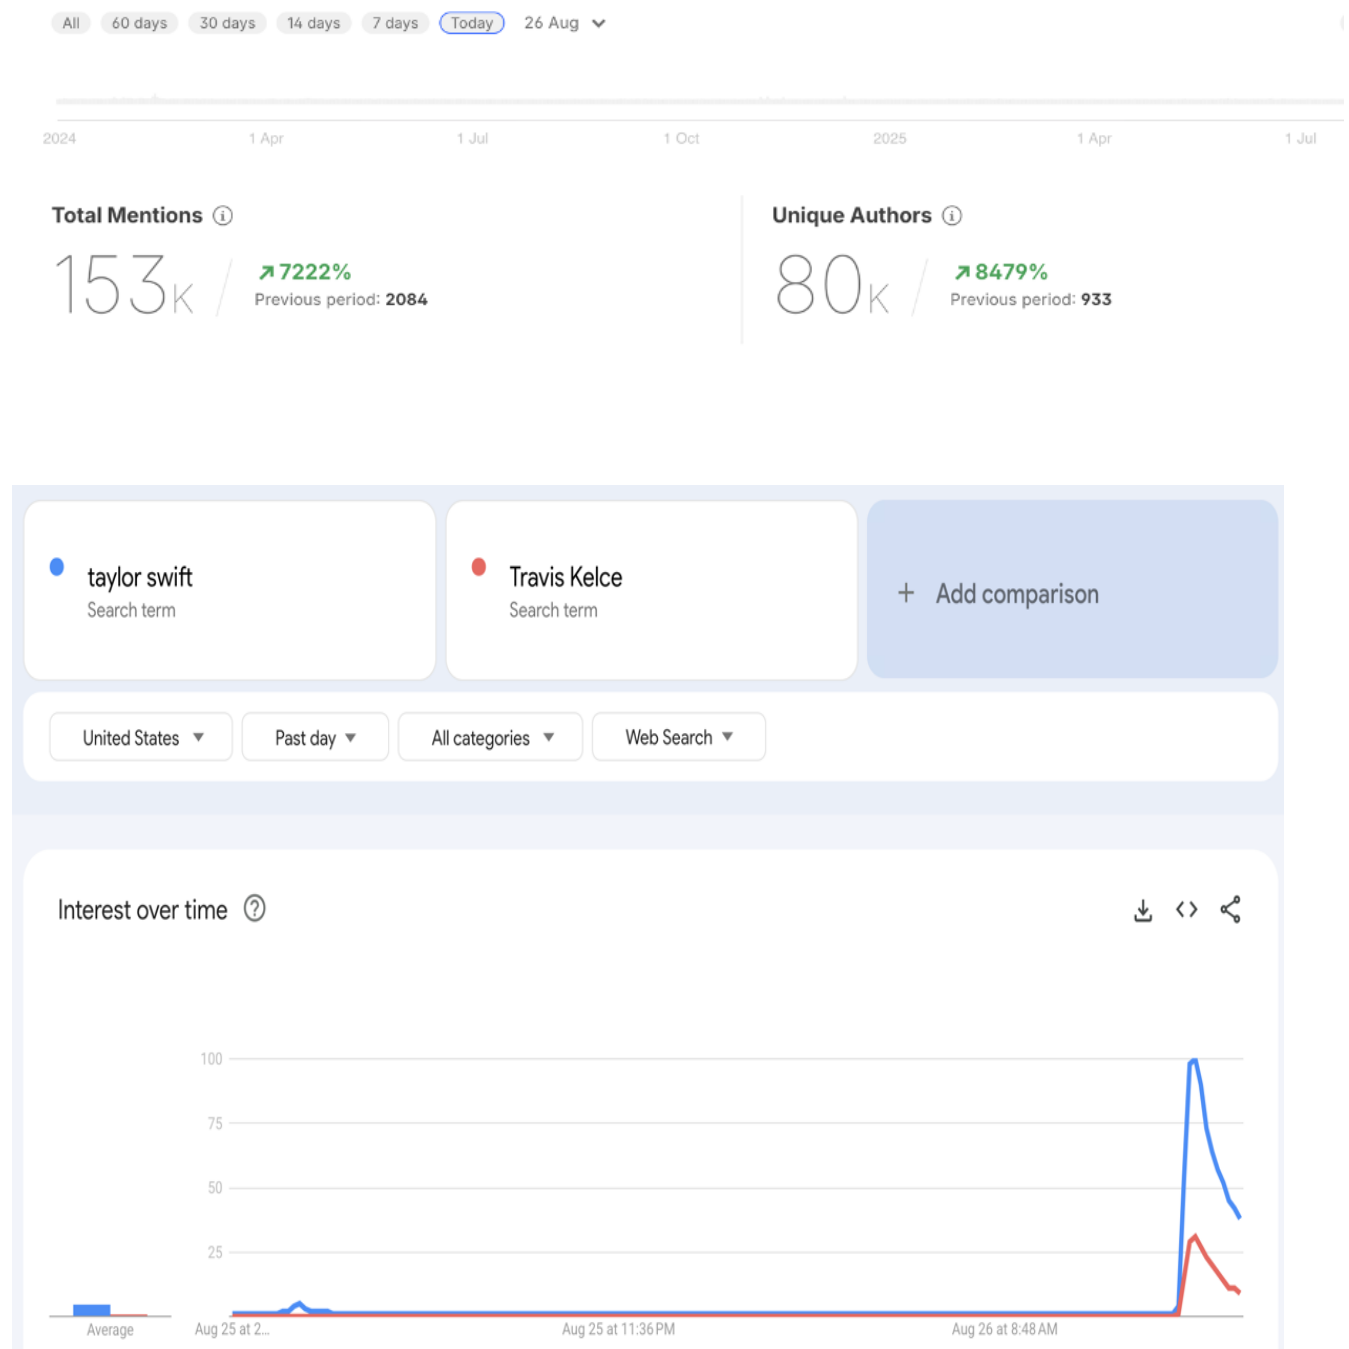 All 60 days 30 days 14 days 7 days Today 26 Aug
2024 1 Apr 1 Jul 1 Oct 2025 1 Apr 1 Jul
Total Mentions
153K
7222%
Previous period: 2084
Unique Authors
80K
8479%
Previous period: 933
taylor swift
Search term
Travis Kelce
Search term
+ Add comparison
United States Past day All categories Web Search
Interest over time
100
75
50
25
Average
Aug 25 at 2... Aug 25 at 11:36 PM Aug 26 at 8:48 AM